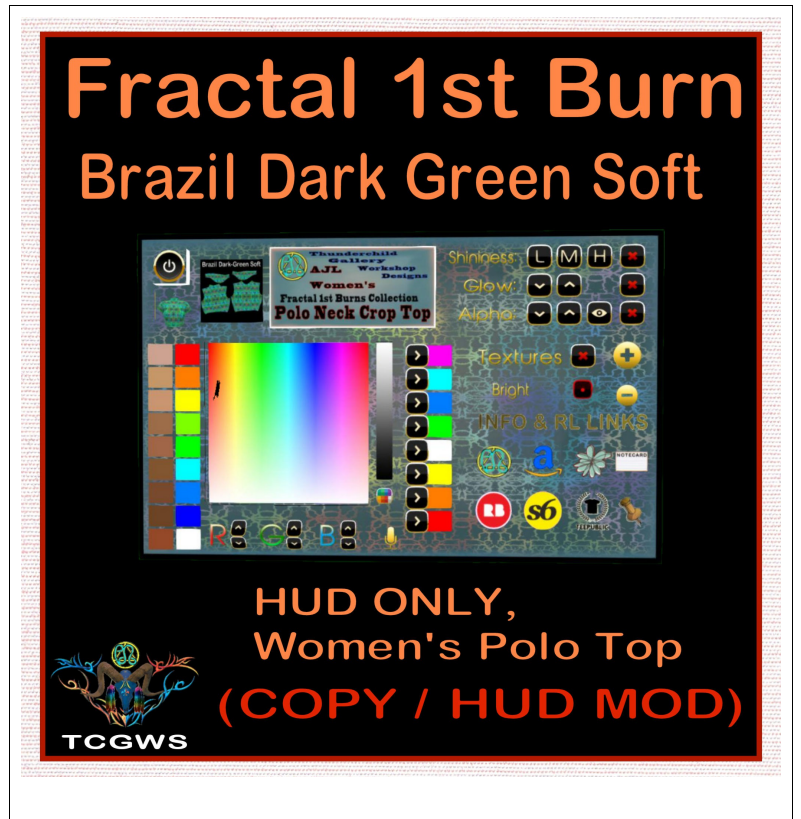 Fractal 1st Burn
Brazil Dark Green Soft
Brazil Dark-Green Soft
Thunderchild
Gallery
AJL Workshop
Designs
Women's
Fractal 1st Burns Collection
Polo Neck Crop Top
Shininess: L M H
Glow:
Alpha:
Textures
Bright
INFO & RL LINKS
a
NOTECARD
RB
s6
TEEPUBLIC
R G B
HUD ONLY,
Women's Polo Top
(COPY / HUD MOD)
TCGWS